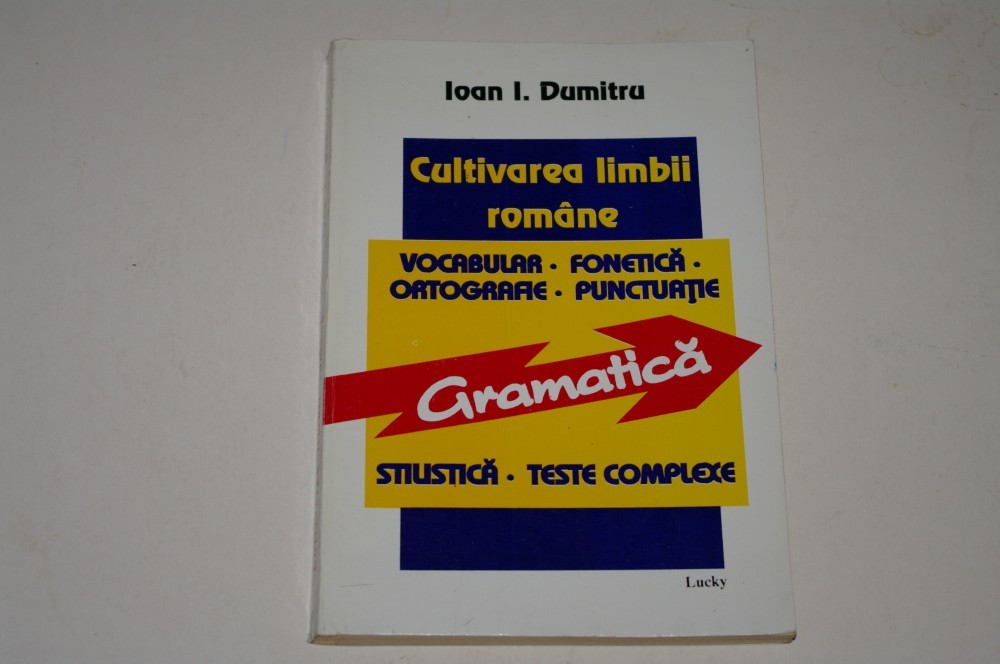 Ioan I. Dumitru
Cultivarea limbii
române
VOCABULAR • FONETICĂ •
ORTOGRAFIE • PUNCTUAŢIE
Gramatică
STILISTICĂ • TESTE COMPLEXE
Lucky